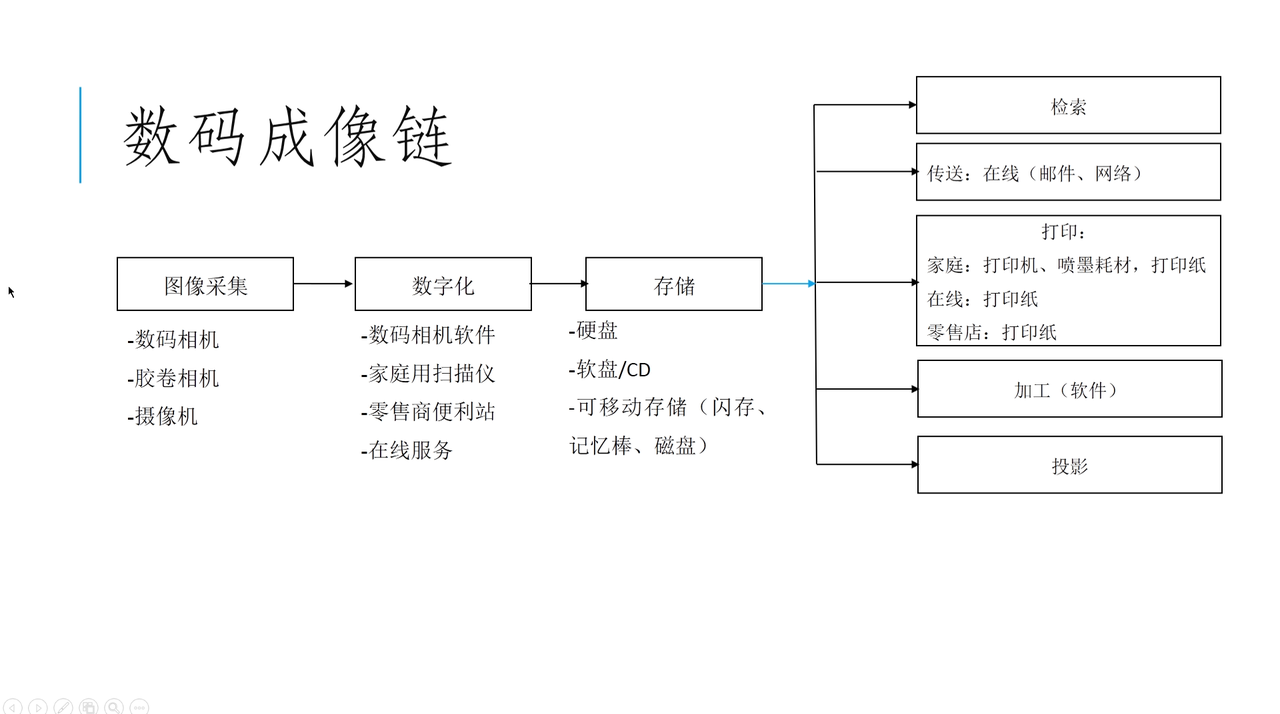 数码成像链
图像采集
-数码相机
-胶卷相机
-摄像机
数字化
-数码相机软件
-家庭用扫描仪
-零售商便利站
-在线服务
存储
-硬盘
-软盘/CD
-可移动存储（闪存、
记忆棒、磁盘）
检索
传送：在线（邮件、网络）
打印：
家庭：打印机、喷墨耗材，打印纸
在线：打印纸
零售店：打印纸
加工（软件）
投影